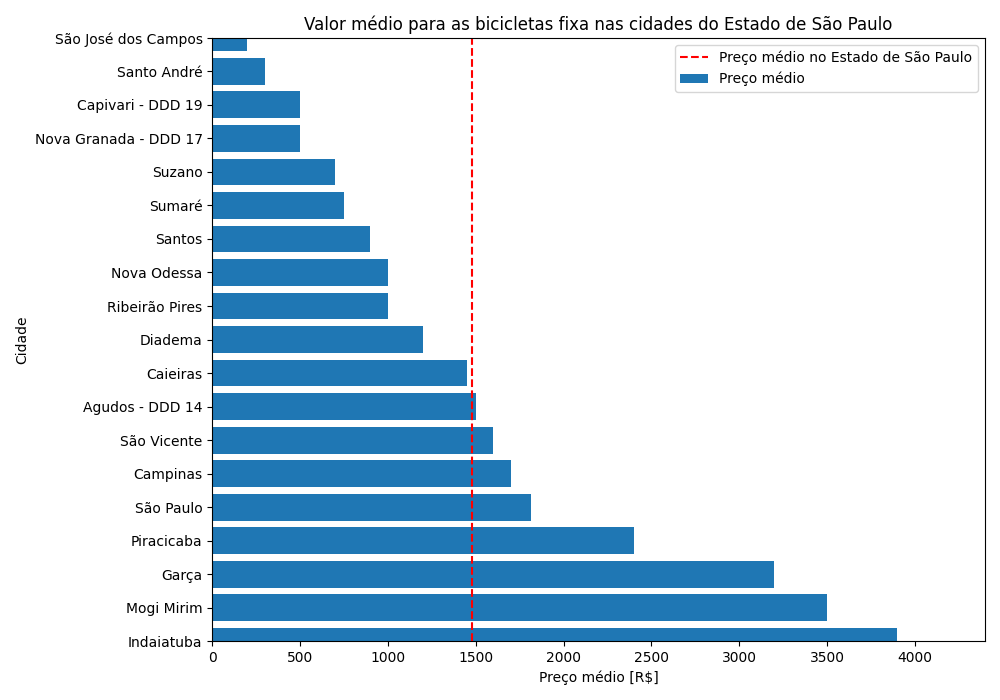 Valor médio para as bicicletas fixa nas cidades do Estado de São Paulo
Preço médio no Estado de São Paulo
Preço médio
Cidade
São José dos Campos
Santo André
Capivari - DDD 19
Nova Granada - DDD 17
Suzano
Sumaré
Santos
Nova Odessa
Ribeirão Pires
Diadema
Caieiras
Agudos - DDD 14
São Vicente
Campinas
São Paulo
Piracicaba
Garça
Mogi Mirim
Indaiatuba
0 500 1000 1500 2000 2500 3000 3500 4000
Preço médio [R$]